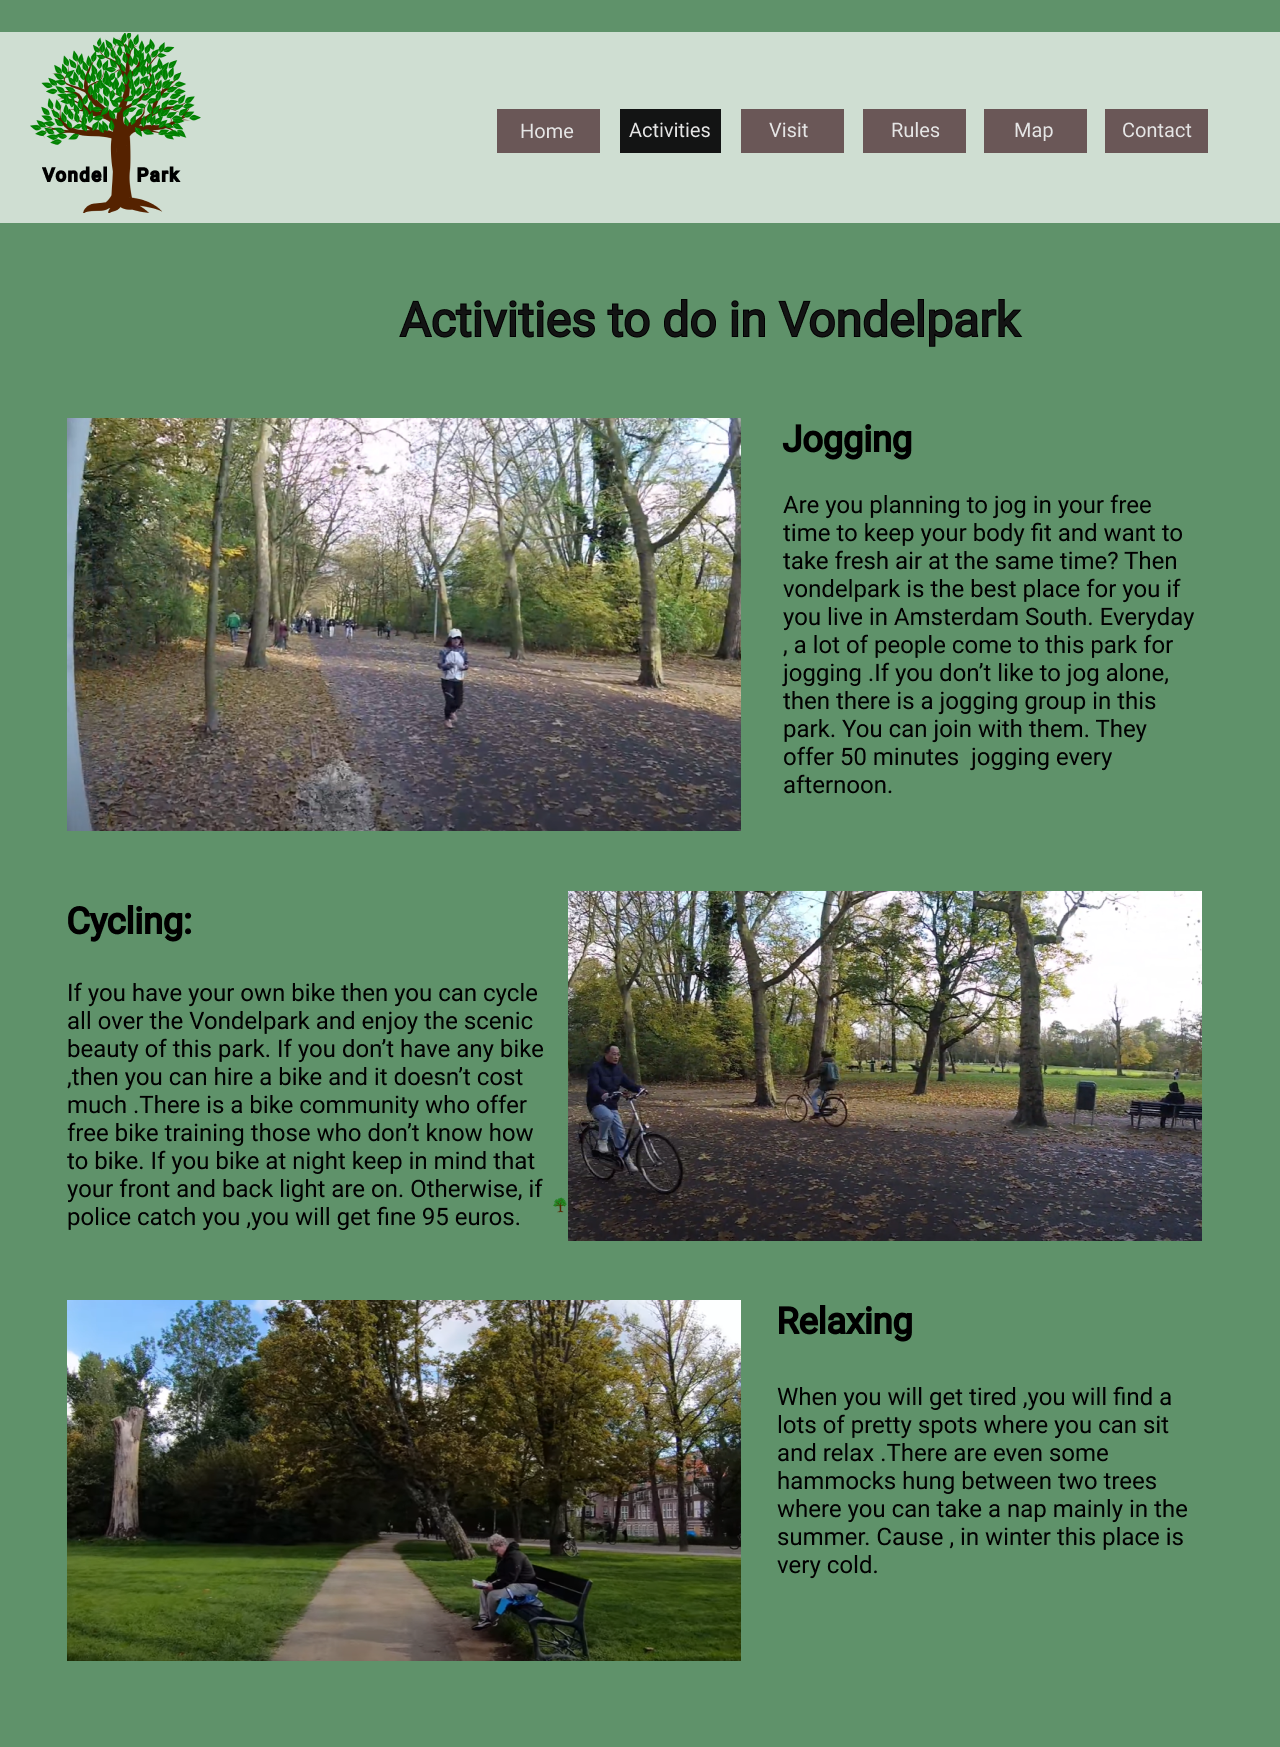 Vondel Park
Home Activities Visit Rules Map Contact
Activities to do in Vondelpark
Jogging
Are you planning to jog in your free
time to keep your body fit and want to
take fresh air at the same time? Then
vondelpark is the best place for you if
you live in Amsterdam South. Everyday
, a lot of people come to this park for
jogging .If you don’t like to jog alone,
then there is a jogging group in this
park. You can join with them. They
offer 50 minutes  jogging every
afternoon.
Cycling:
If you have your own bike then you can cycle
all over the Vondelpark and enjoy the scenic
beauty of this park. If you don’t have any bike
,then you can hire a bike and it doesn’t cost
much .There is a bike community who offer
free bike training those who don’t know how
to bike. If you bike at night keep in mind that
your front and back light are on. Otherwise, if
police catch you ,you will get fine 95 euros.
Relaxing
When you will get tired ,you will find a
lots of pretty spots where you can sit
and relax .There are even some
hammocks hung between two trees
where you can take a nap mainly in the
summer. Cause , in winter this place is
very cold.